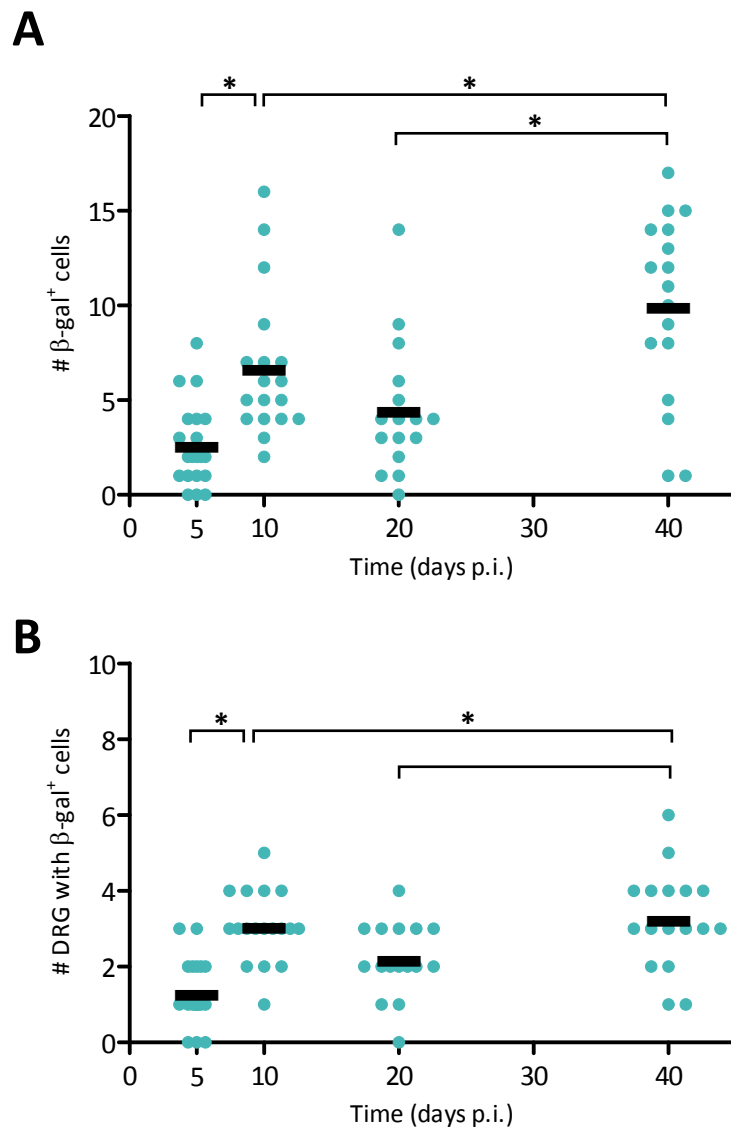 A
* *
*
20
15
10
5
0
# β-gal⁺ cells
0 5 10 20 30 40
Time (days p.i.)
B
* *
10
8
6
4
2
0
# DRG with β-gal⁺ cells
0 5 10 20 30 40
Time (days p.i.)